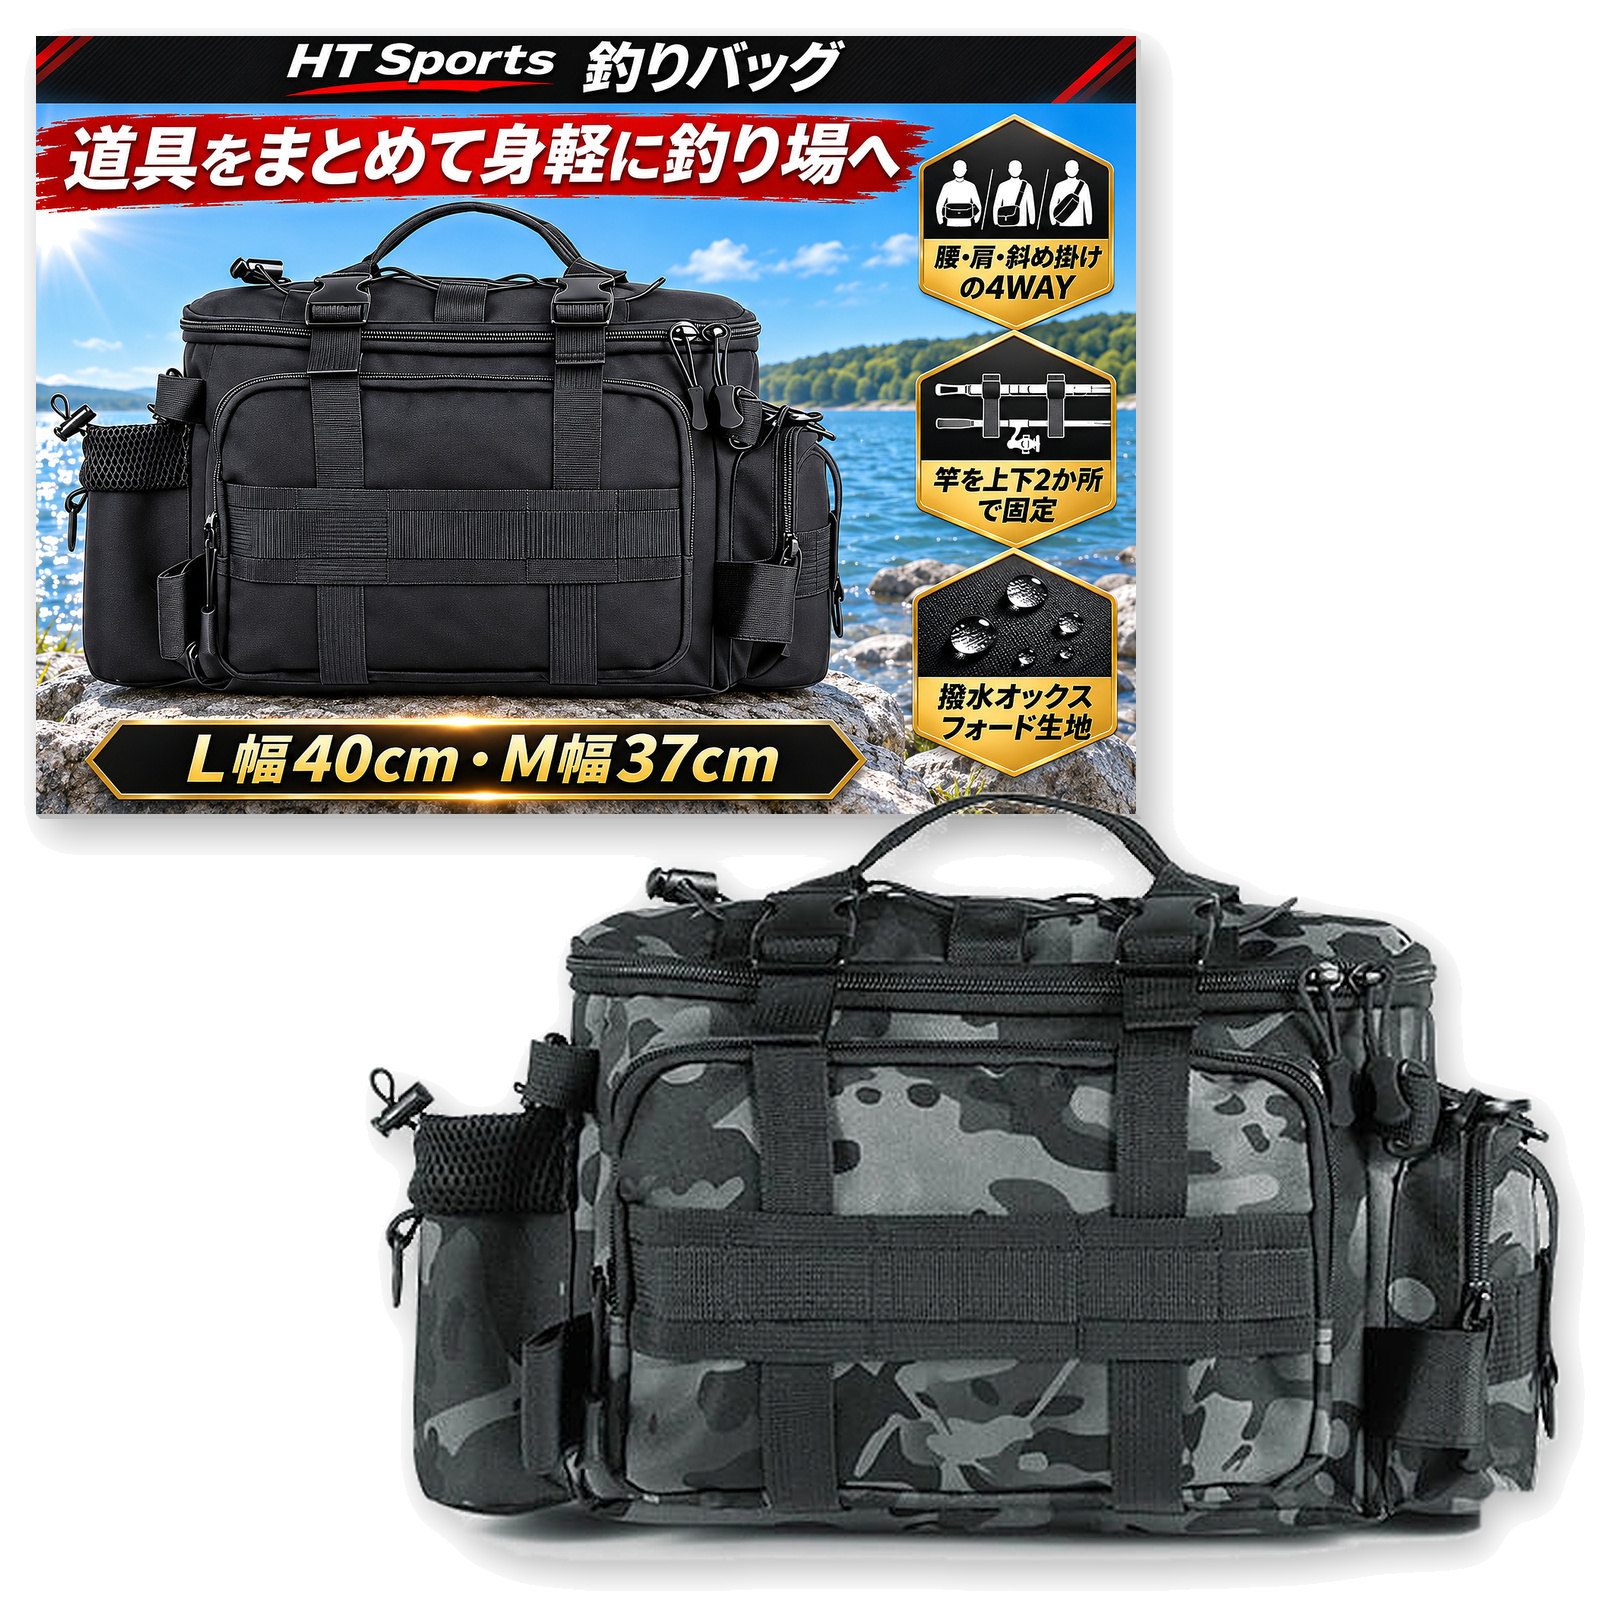 HT Sports 釣りバッグ
道具をまとめて身軽に釣り場へ
腰・肩・斜め掛け
の4WAY
竿を上下2か所
で固定
撥水オックス
フォード生地
L幅40cm・M幅37cm